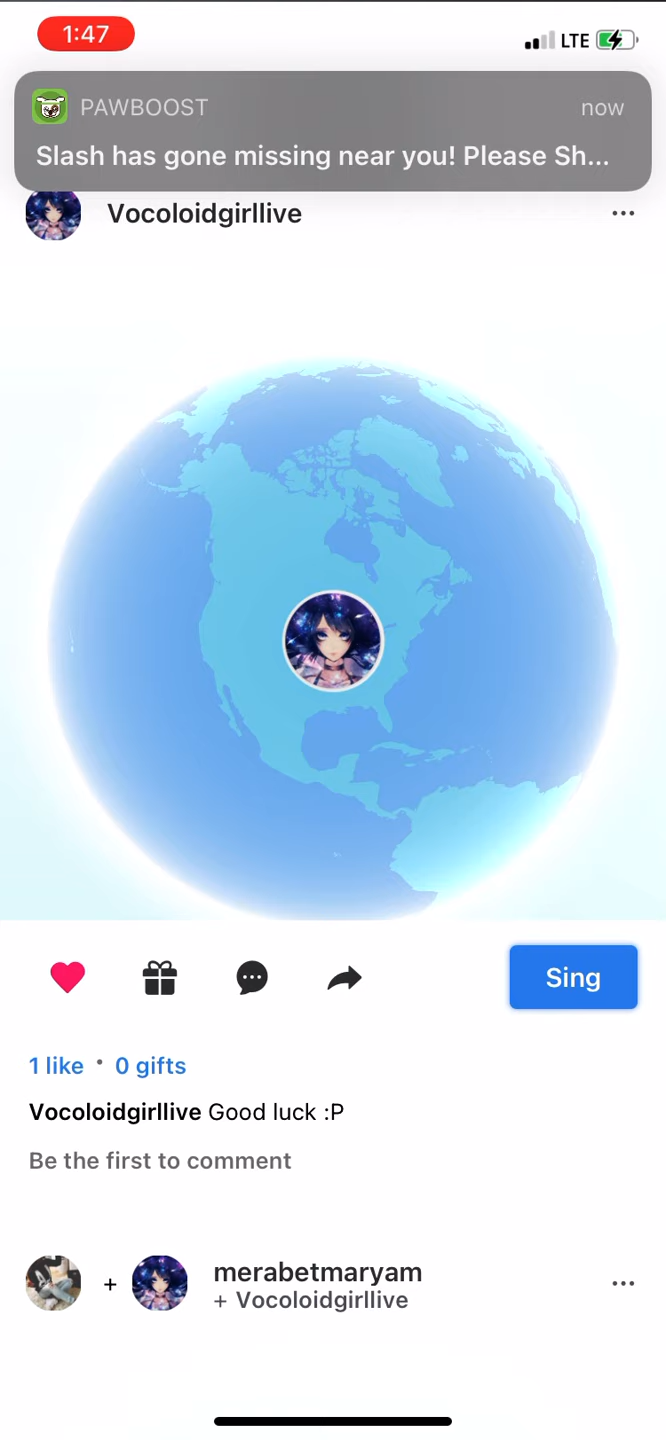 1:47
LTE
PAWBOOST
now
Slash has gone missing near you! Please Sh...
Vocoloidgirllive
Sing
1 like • 0 gifts
Vocoloidgirllive Good luck :P
Be the first to comment
+
merabetmaryam
+ Vocoloidgirllive